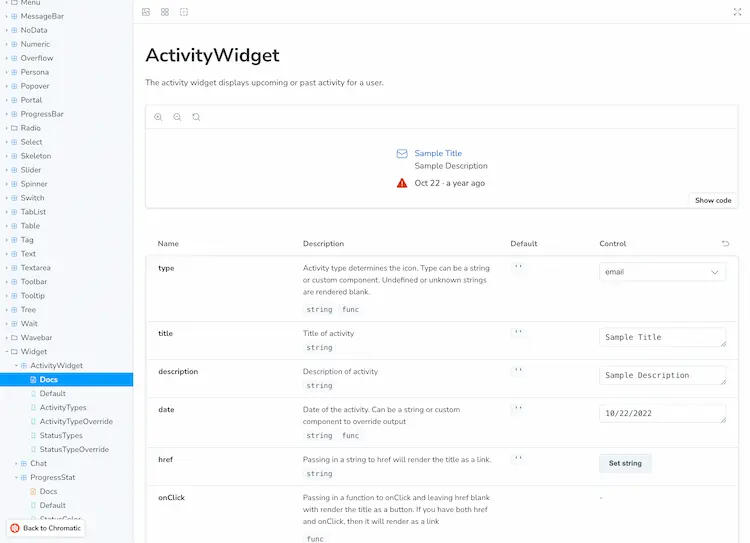 Menu
MessageBar
NoData
Numeric
Overflow
Persona
Popover
Portal
ProgressBar
Radio
Select
Skeleton
Slider
Spinner
Switch
TabList
Table
Tag
Text
Textarea
Toolbar
Tooltip
Tree
Wait
Wavebar
Widget
ActivityWidget
Docs
Default
ActivityTypes
ActivityTypeOverride
StatusTypes
StatusTypeOverride
Chat
ProgressStat
Docs
Default
StatusColor
Back to Chromatic
ActivityWidget
The activity widget displays upcoming or past activity for a user.
Sample Title
Sample Description
Oct 22 · a year ago
Show code
Name Description Default Control
type Activity type determines the icon. Type can be a string '' email
or custom component. Undefined or unknown strings
are rendered blank.
string func
title Title of activity '' Sample Title
string
description Description of activity '' Sample Description
string
date Date of the activity. Can be a string or custom '' 10/22/2022
component to override output
string func
href Passing in a string to href will render the title as a link. '' Set string
string
onClick Passing in a function to onClick and leaving href blank -
with render the title as a button. If you have both href
and onClick, then it will render as a link
func